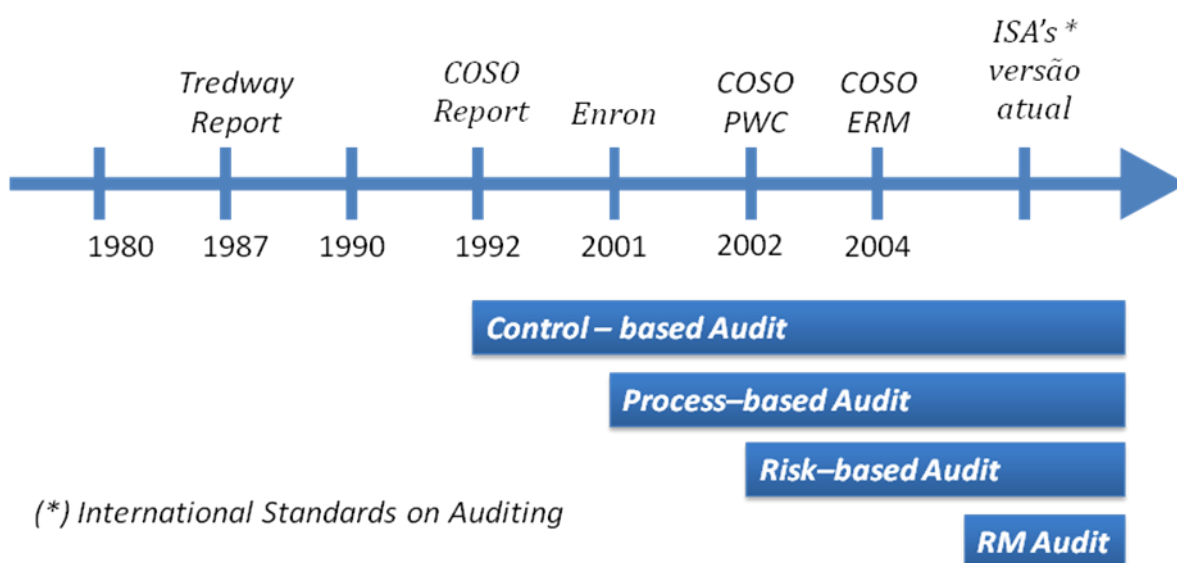 Tredway
Report
COSO
Report
Enron
COSO
PWC
COSO
ERM
ISA's *
versão
atual
1980
1987
1990
1992
2001
2002
2004
Control – based Audit
Process–based Audit
Risk–based Audit
RM Audit
(*) International Standards on Auditing